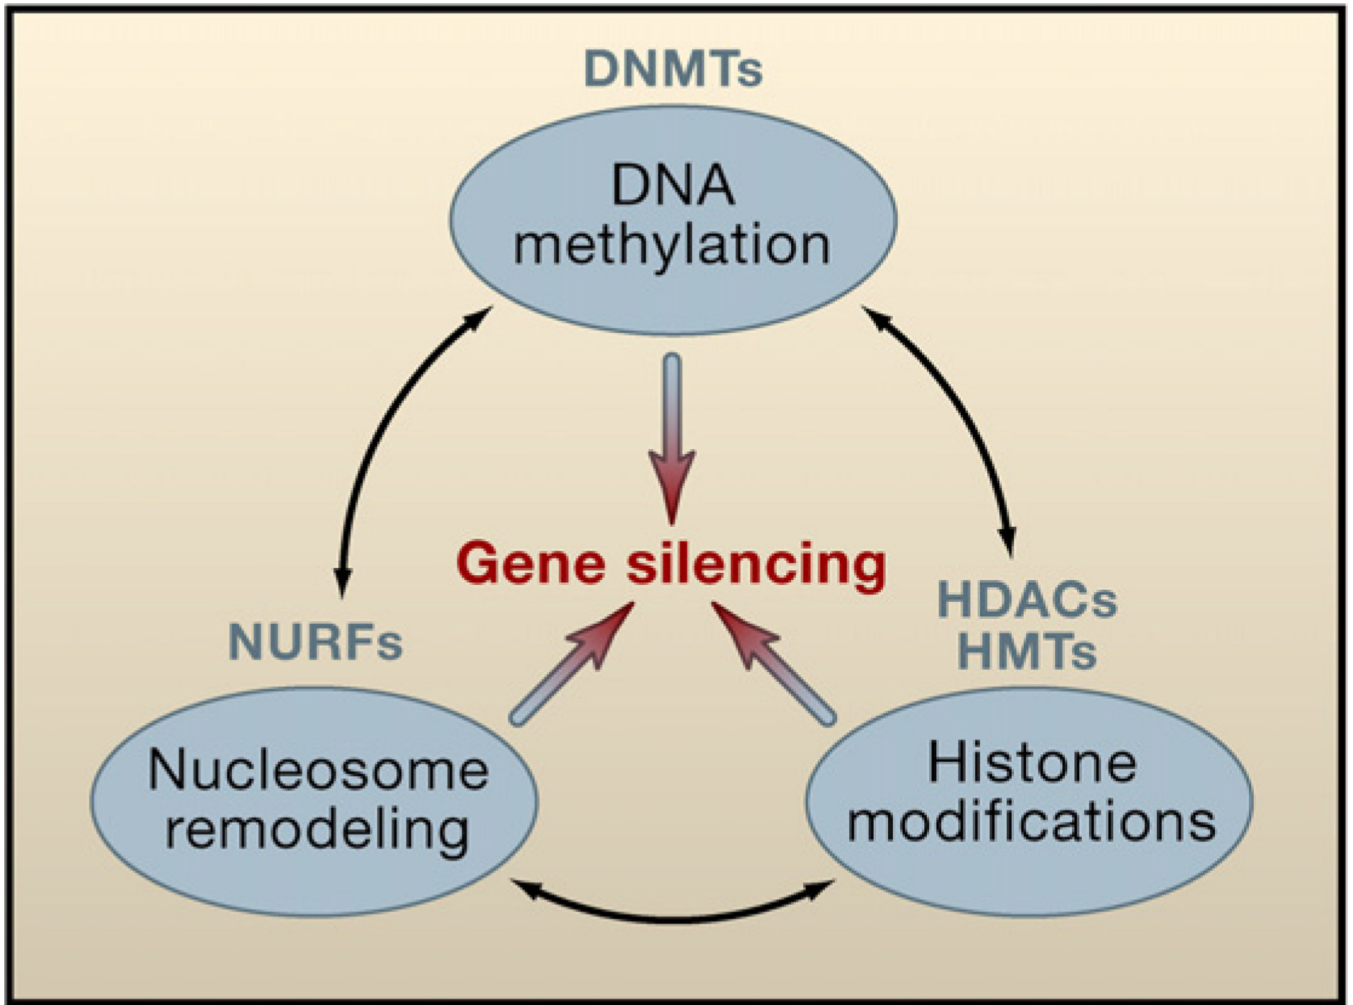 DNMTs
DNA
methylation
Gene silencing
NURFs
HDACs
HMTs
Nucleosome
remodeling
Histone
modifications